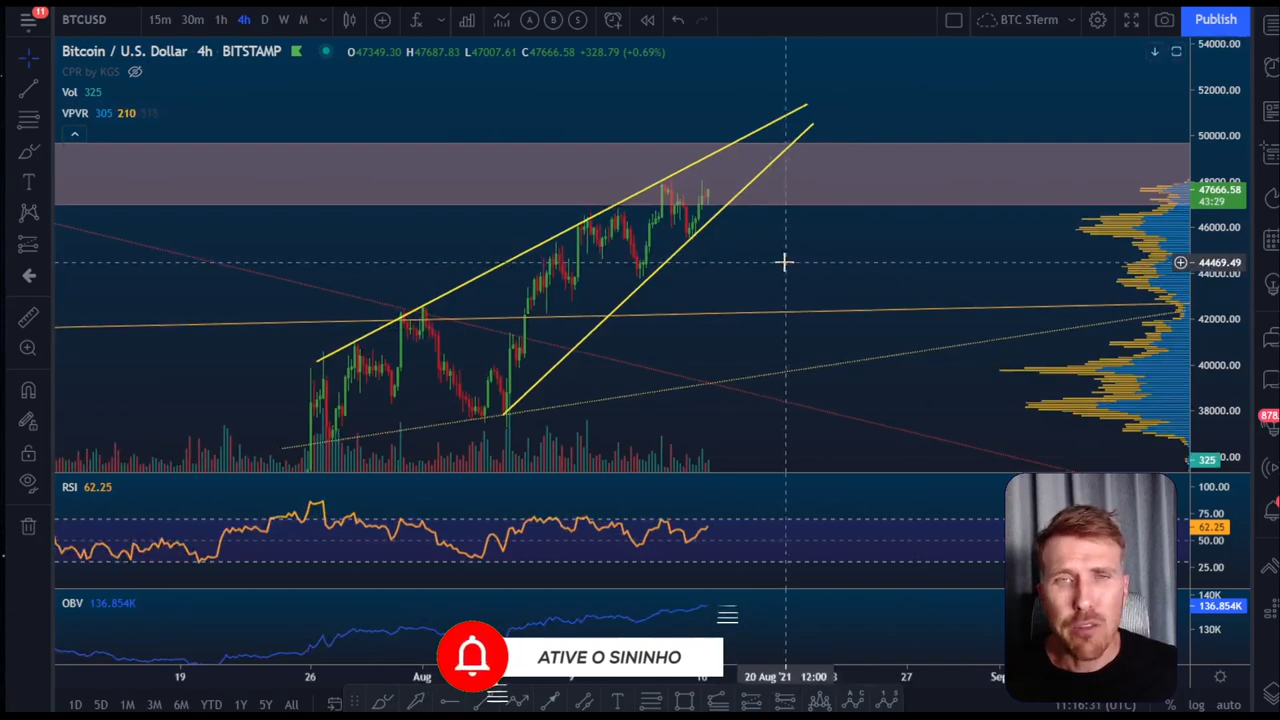 11
BTCUSD 15m 30m 1h 4h D W M BTC STerm Publish
Bitcoin / U.S. Dollar 4h BITSTAMP O47349.30 H47687.83 L47007.61 C47666.58 +328.79 (+0.69%)
CPR by KGS
Vol 325
VPVR 305 210 515
54000.00
52000.00
50000.00
48000.00
47666.58
43:29
46000.00
44469.49
44000.00
42000.00
40000.00
38000.00
325
RSI 62.25
100.00
75.00
62.25
50.00
25.00
OBV 136.854K
140K
136.854K
130K
ATIVE O SININHO
19 26 Aug 9 16 20 Aug '21 12:00 27
1D 5D 1M 3M 6M YTD 1Y 5Y All 11:16:31 (UTC) %